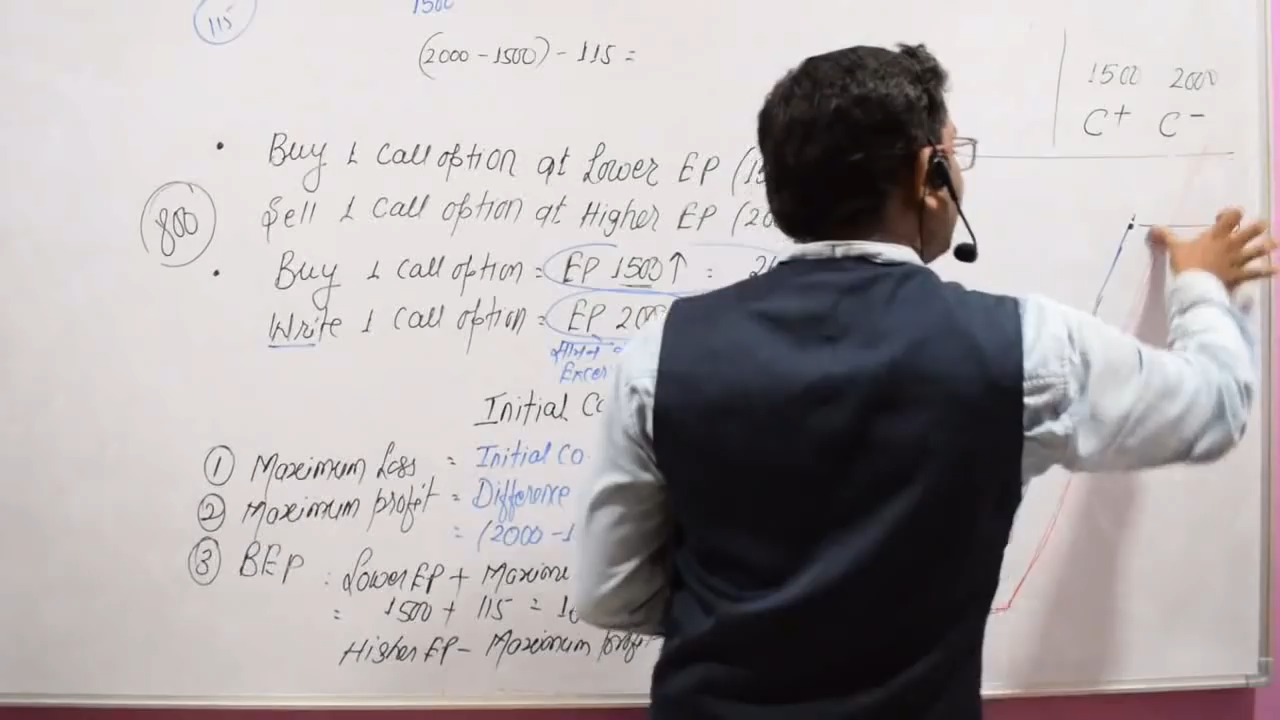 115
1500
(2000 - 1500) - 115 =
1500 2000
C+ C-
• Buy 1 Call option at Lower EP (15
Sell 1 Call option at Higher EP (20
800
• Buy 1 Call option = EP 1500↑ :
Write 1 Call option = EP 200
Initial Co
① Maximum Loss = Initial Co
② Maximum profit = Difference
= (2000 - 1
③ BEP : Lower EP + Maximu
= 1500 + 115 =
Higher EP - Maximum profit